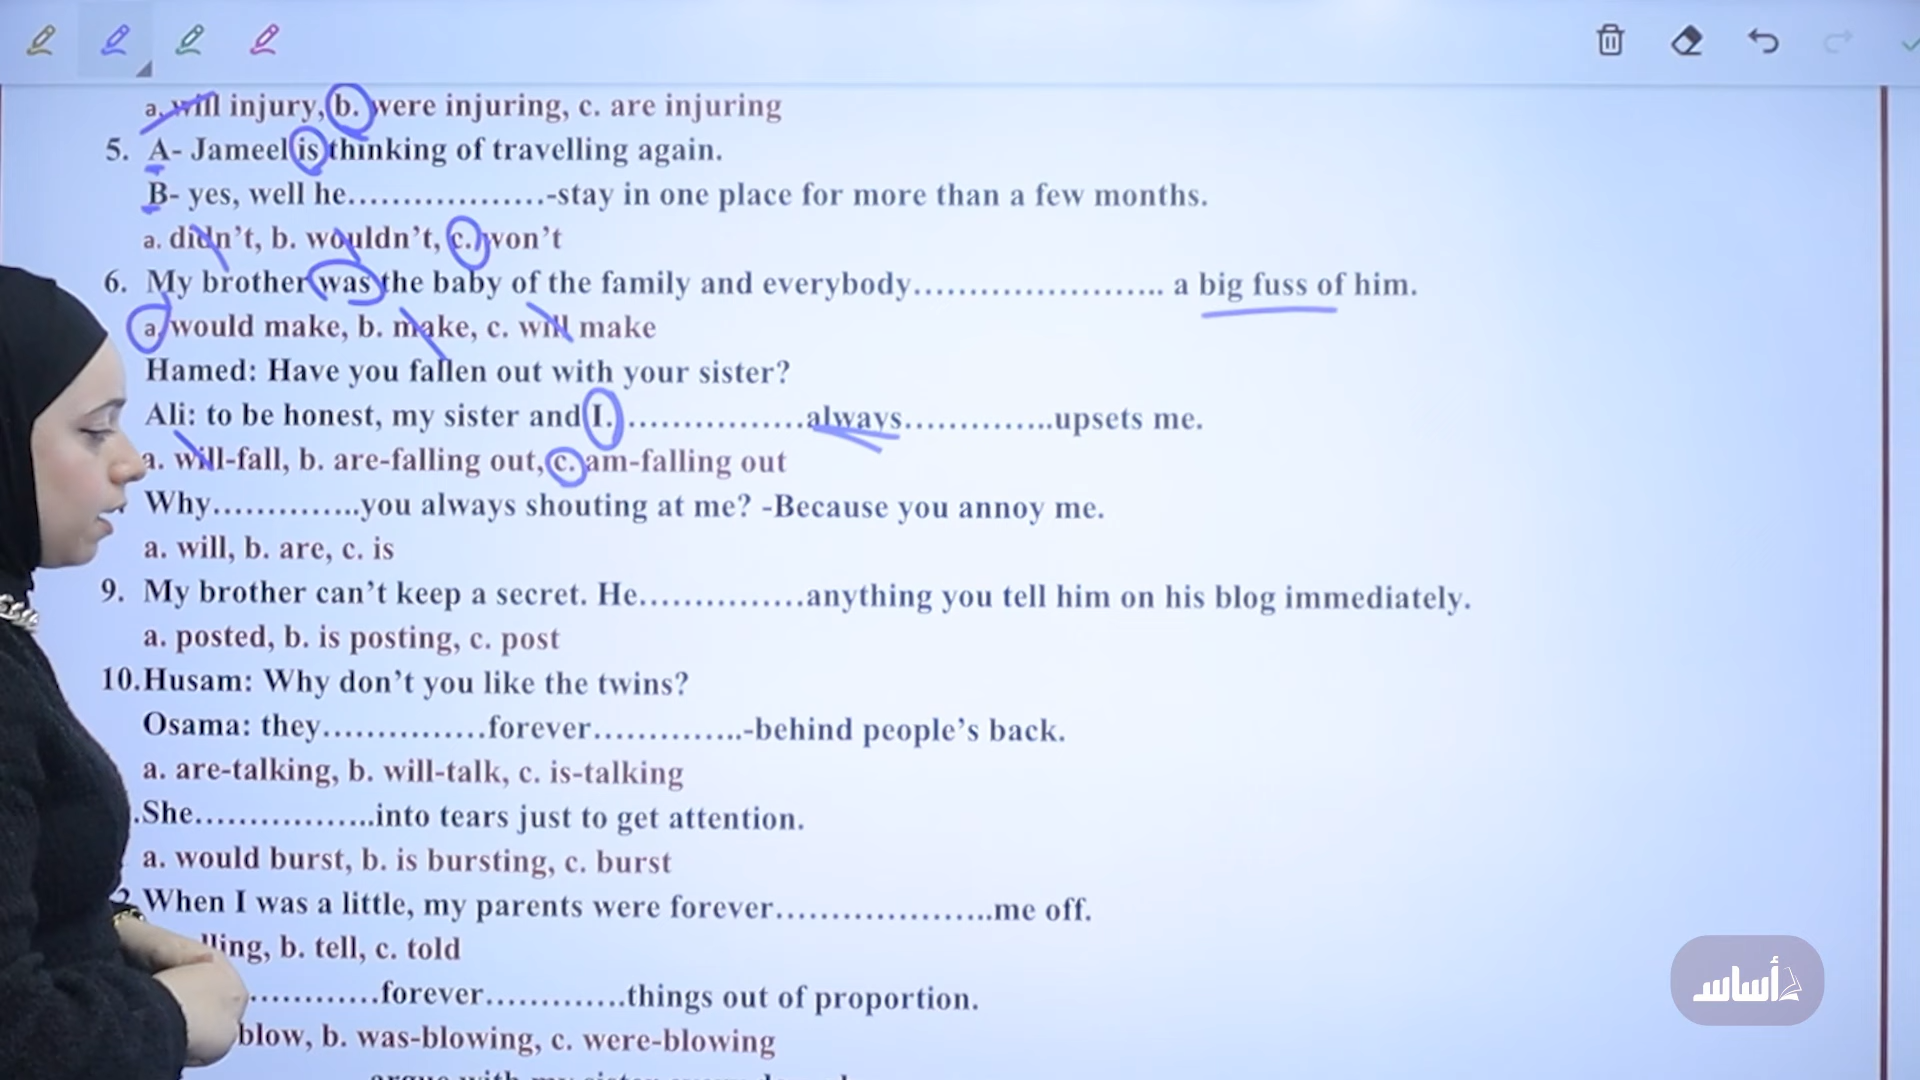 a. will injury, b. were injuring, c. are injuring
5. A- Jameel is thinking of travelling again.
B- yes, well he..................-stay in one place for more than a few months.
a. didn’t, b. wouldn’t, c. won’t
6. My brother was the baby of the family and everybody....................... a big fuss of him.
a. would make, b. make, c. will make
Hamed: Have you fallen out with your sister?
Ali: to be honest, my sister and I. ................always..............upsets me.
a. will-fall, b. are-falling out, c. am-falling out
Why..............you always shouting at me? -Because you annoy me.
a. will, b. are, c. is
9. My brother can’t keep a secret. He...............anything you tell him on his blog immediately.
a. posted, b. is posting, c. post
10.Husam: Why don’t you like the twins?
Osama: they...............forever..............-behind people’s back.
a. are-talking, b. will-talk, c. is-talking
.She.................into tears just to get attention.
a. would burst, b. is bursting, c. burst
2.When I was a little, my parents were forever....................me off.
lling, b. tell, c. told
............forever.............things out of proportion.
blow, b. was-blowing, c. were-blowing
argue with my sister
أساس